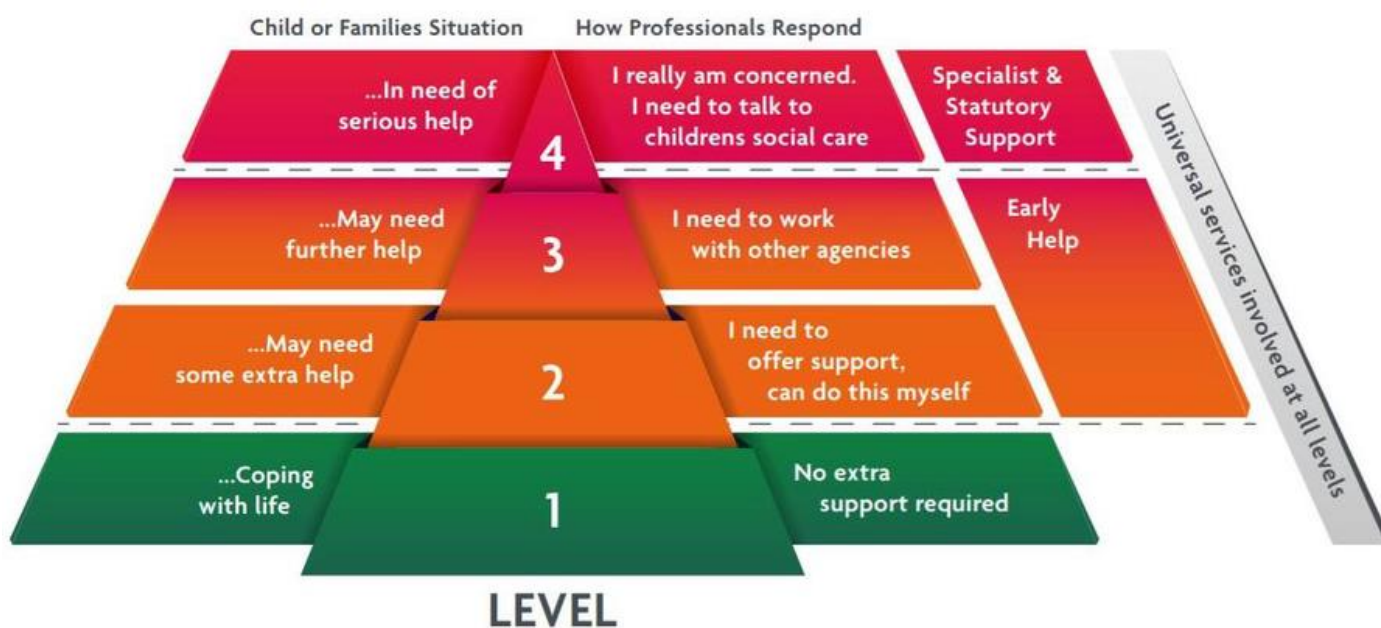 Child or Families Situation
How Professionals Respond
...In need of
serious help
4
I really am concerned.
I need to talk to
childrens social care
Specialist &
Statutory
Support
...May need
further help
3
I need to work
with other agencies
Early
Help
...May need
some extra help
2
I need to
offer support,
can do this myself
...Coping
with life
1
No extra
support required
Universal services involved at all levels
LEVEL